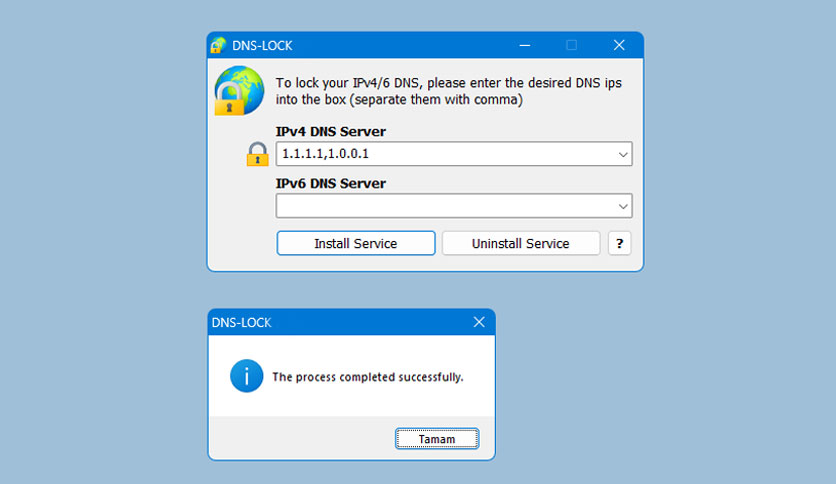 DNS-LOCK
To lock your IPv4/6 DNS, please enter the desired DNS ips
into the box (separate them with comma)
IPv4 DNS Server
1.1.1.1,1.0.0.1
IPv6 DNS Server
Install Service
Uninstall Service
?
DNS-LOCK
The process completed successfully.
Tamam